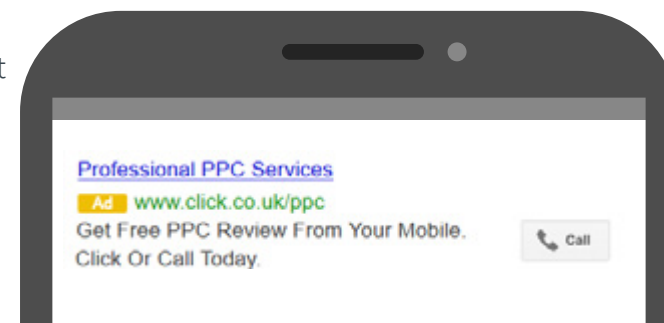 t
Professional PPC Services
Ad www.click.co.uk/ppc
Get Free PPC Review From Your Mobile.
Call
Click Or Call Today.